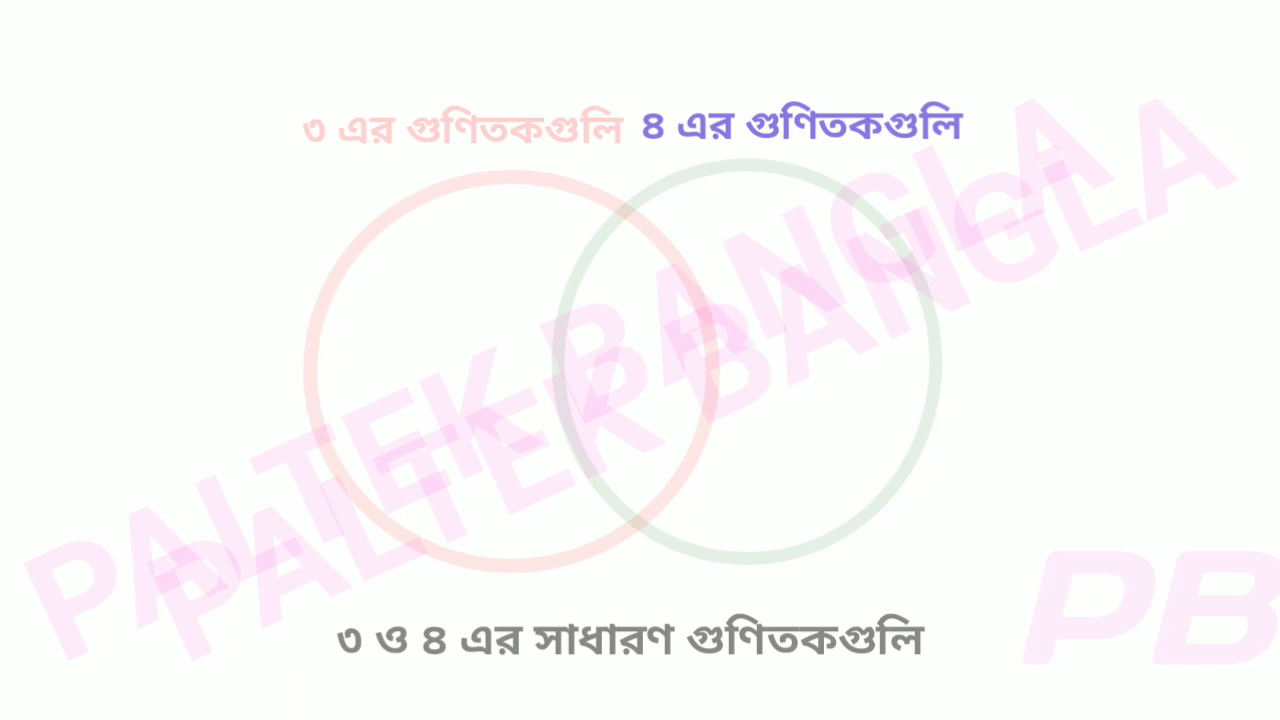 ৩ এর গুণিতকগুলি ৪ এর গুণিতকগুলি
PALTEK BANGLA
PALTEK BANGLA
PB
৩ ও ৪ এর সাধারণ গুণিতকগুলি